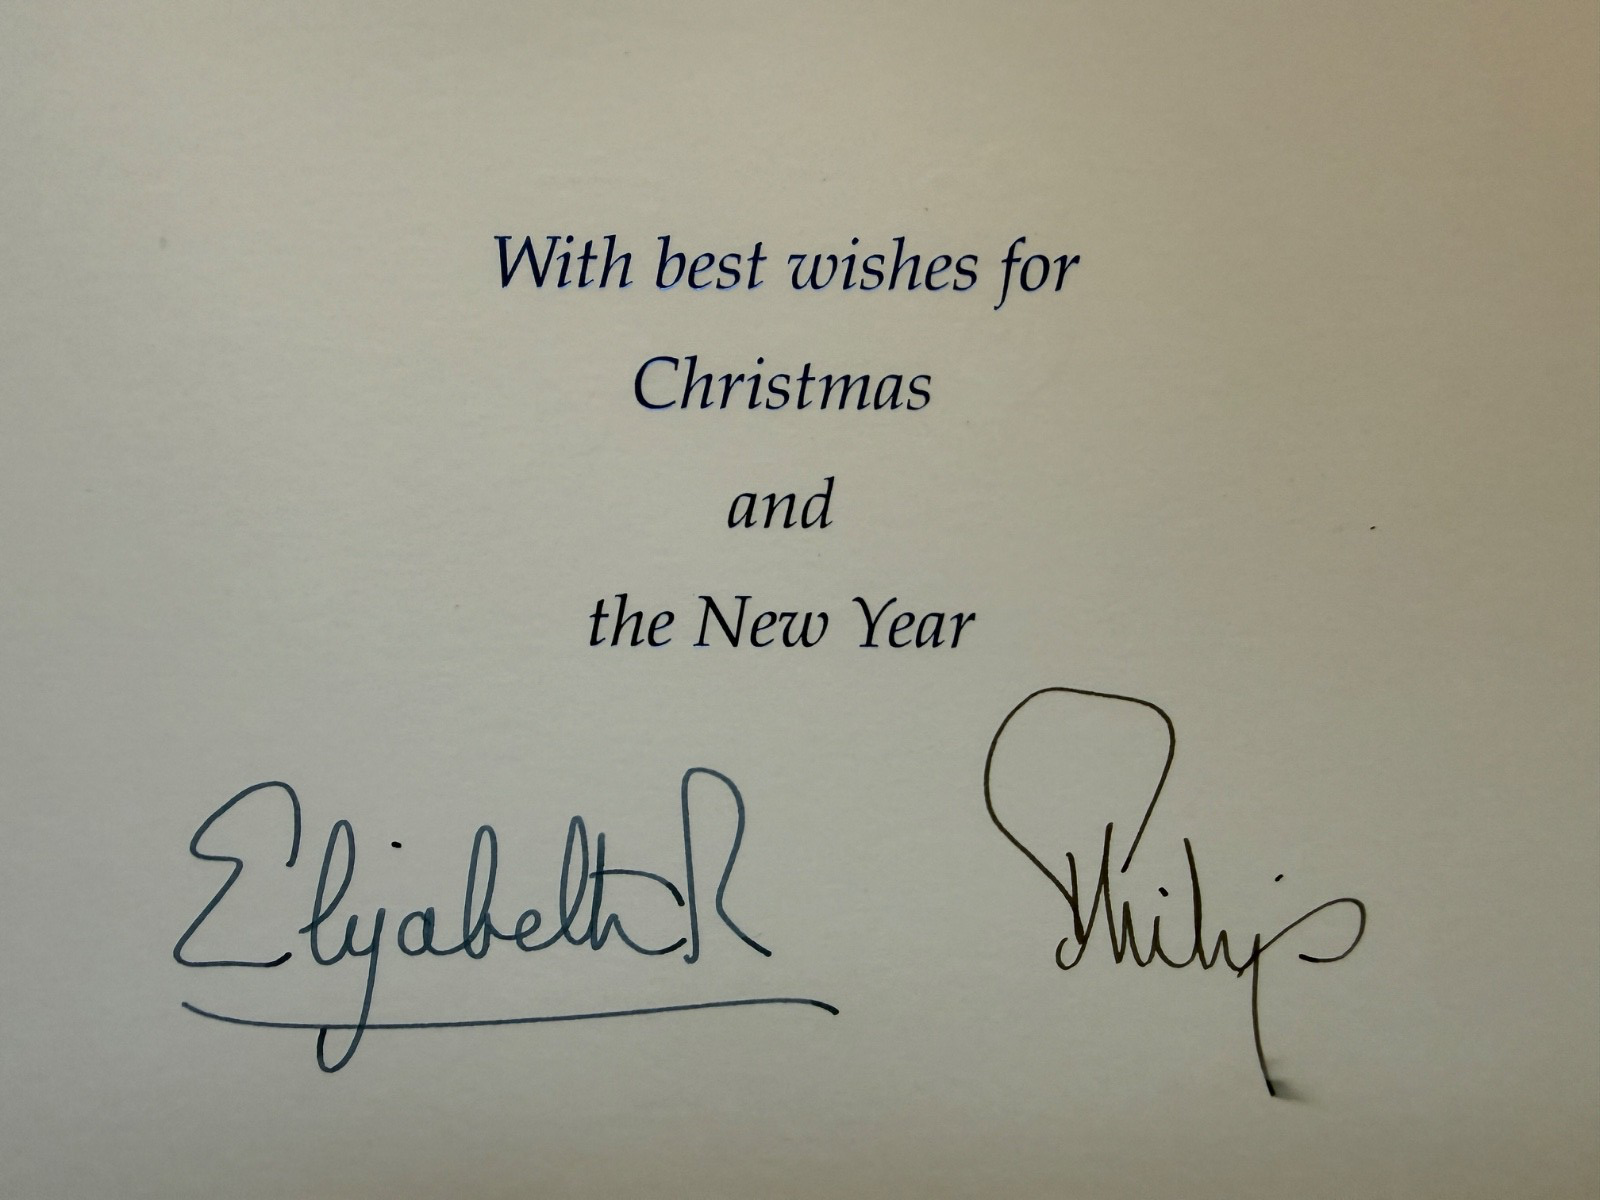 With best wishes for
Christmas
and
the New Year
Elizabeth R Philip